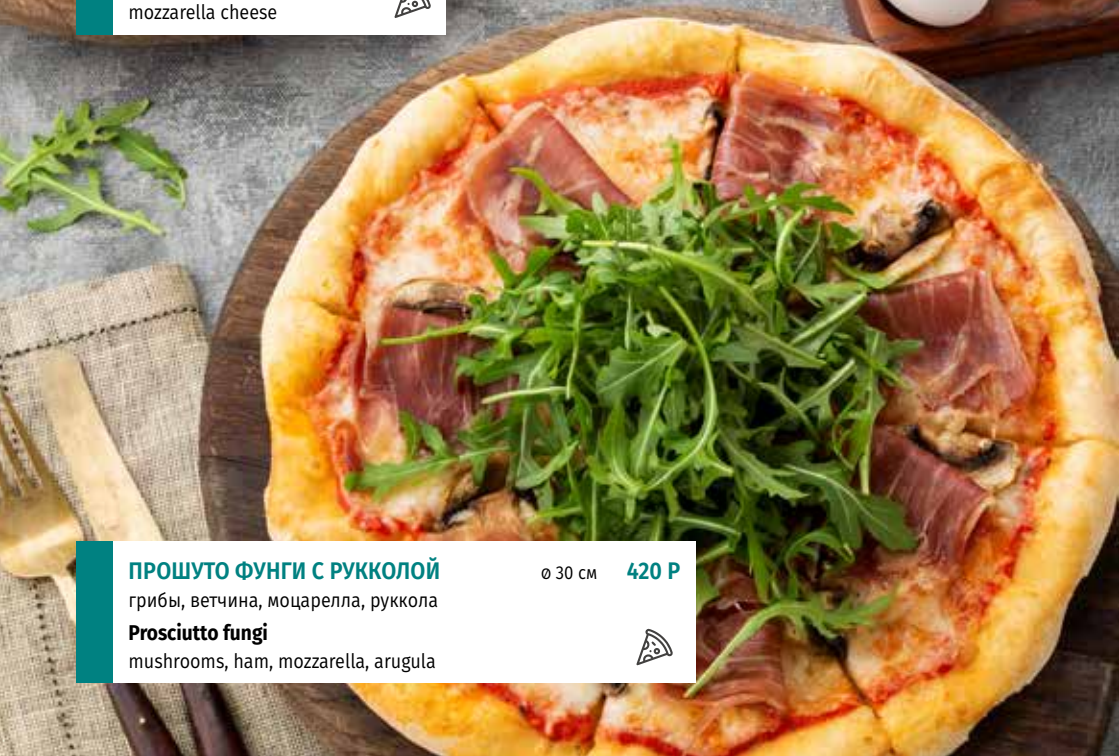 mozzarella cheese
ПРОШУТО ФУНГИ С РУККОЛОЙ ø 30 см 420 Р
грибы, ветчина, моцарелла, руккола
Prosciutto fungi
mushrooms, ham, mozzarella, arugula